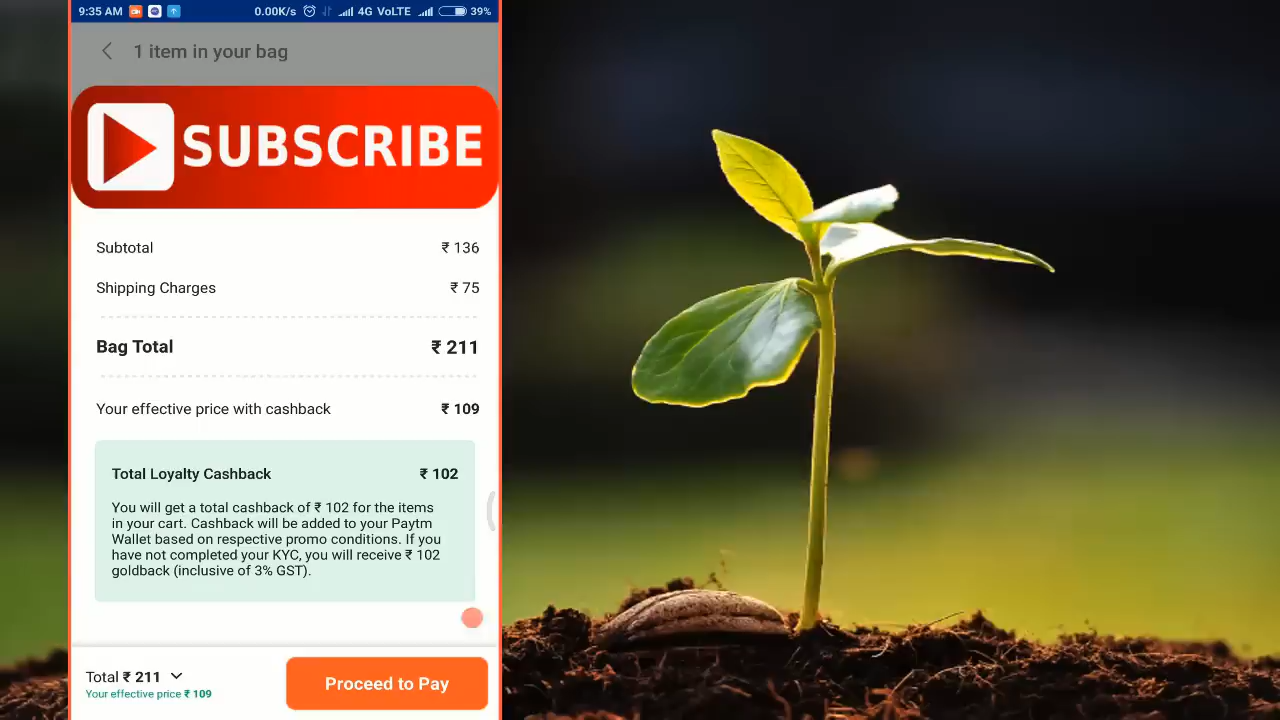 9:35 AM 0.00K/s 4G VoLTE 39%
1 item in your bag
SUBSCRIBE
Subtotal ₹ 136
Shipping Charges ₹ 75
Bag Total ₹ 211
Your effective price with cashback ₹ 109
Total Loyalty Cashback ₹ 102
You will get a total cashback of ₹ 102 for the items
in your cart. Cashback will be added to your Paytm
Wallet based on respective promo conditions. If you
have not completed your KYC, you will receive ₹ 102
goldback (inclusive of 3% GST).
Total ₹ 211
Your effective price ₹ 109
Proceed to Pay